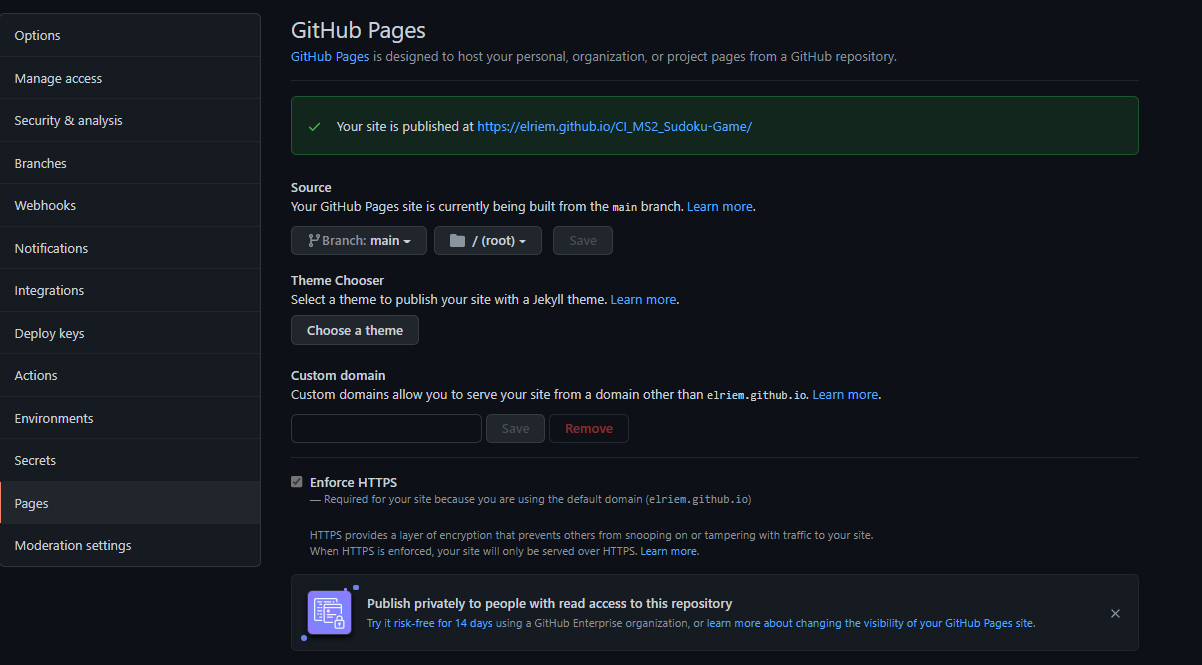 Options
Manage access
Security & analysis
Branches
Webhooks
Notifications
Integrations
Deploy keys
Actions
Environments
Secrets
Pages
Moderation settings
GitHub Pages
GitHub Pages is designed to host your personal, organization, or project pages from a GitHub repository.
Your site is published at https://elriem.github.io/CI_MS2_Sudoku-Game/
Source
Your GitHub Pages site is currently being built from the main branch. Learn more.
Branch: main / (root) Save
Theme Chooser
Select a theme to publish your site with a Jekyll theme. Learn more.
Choose a theme
Custom domain
Custom domains allow you to serve your site from a domain other than elriem.github.io. Learn more.
Save Remove
Enforce HTTPS
— Required for your site because you are using the default domain (elriem.github.io)
HTTPS provides a layer of encryption that prevents others from snooping on or tampering with traffic to your site.
When HTTPS is enforced, your site will only be served over HTTPS. Learn more.
Publish privately to people with read access to this repository
Try it risk-free for 14 days using a GitHub Enterprise organization, or learn more about changing the visibility of your GitHub Pages site.